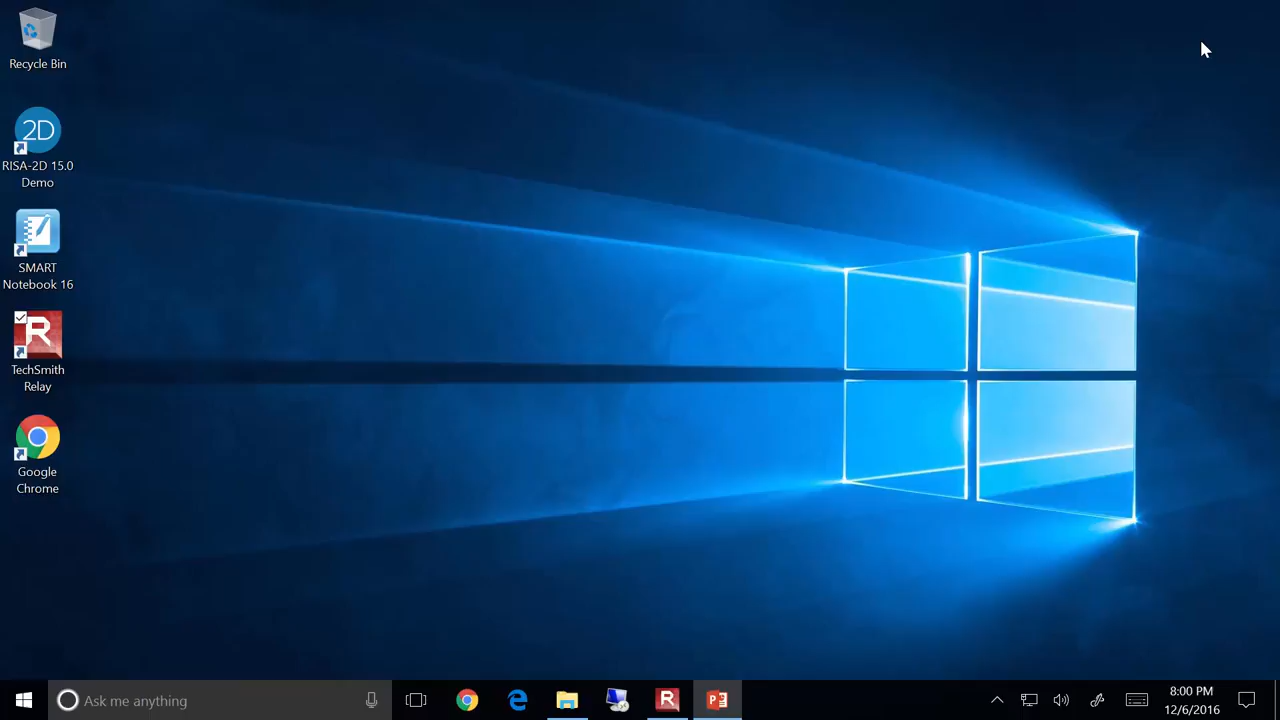 Recycle Bin
2D
RISA-2D 15.0
Demo
SMART
Notebook 16
R
TechSmith
Relay
Google
Chrome
Ask me anything
R
P
8:00 PM
12/6/2016